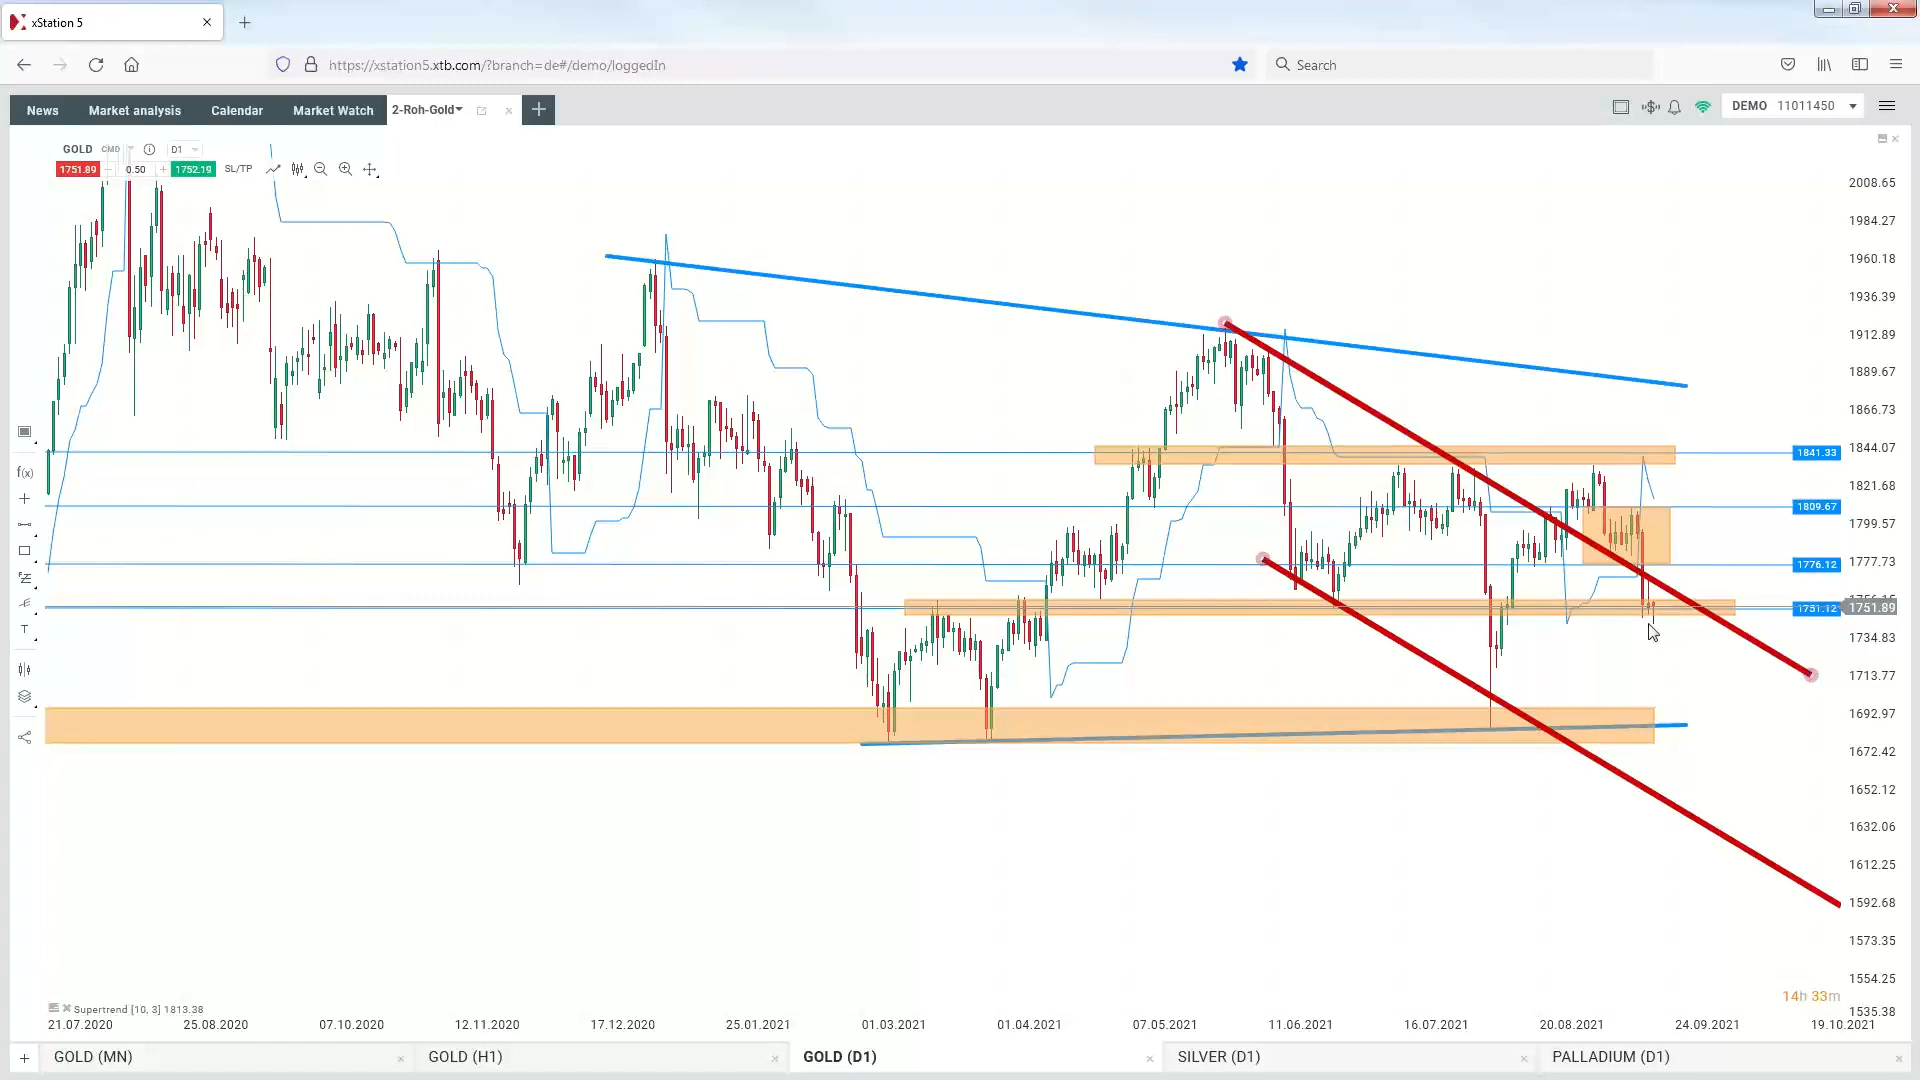 xStation 5
https://xstation5.xtb.com/?branch=de#/demo/loggedIn
Search
News
Market analysis
Calendar
Market Watch
2-Roh-Gold
DEMO 11011450
GOLD CMD D1
1751.89 0.50 1752.19 SL/TP
2008.65
1984.27
1960.18
1936.39
1912.89
1889.67
1866.73
1844.07
1841.33
1821.68
1809.67
1799.57
1777.73
1776.12
1751.12
1751.89
1734.83
1713.77
1692.97
1672.42
1652.12
1632.06
1612.25
1592.68
1573.35
1554.25
1535.38
f(x)
T
14h 33m
Supertrend [10, 3] 1813.38
21.07.2020 25.08.2020 07.10.2020 12.11.2020 17.12.2020 25.01.2021 01.03.2021 01.04.2021 07.05.2021 11.06.2021 16.07.2021 20.08.2021 24.09.2021 19.10.2021
GOLD (MN)
GOLD (H1)
GOLD (D1)
SILVER (D1)
PALLADIUM (D1)